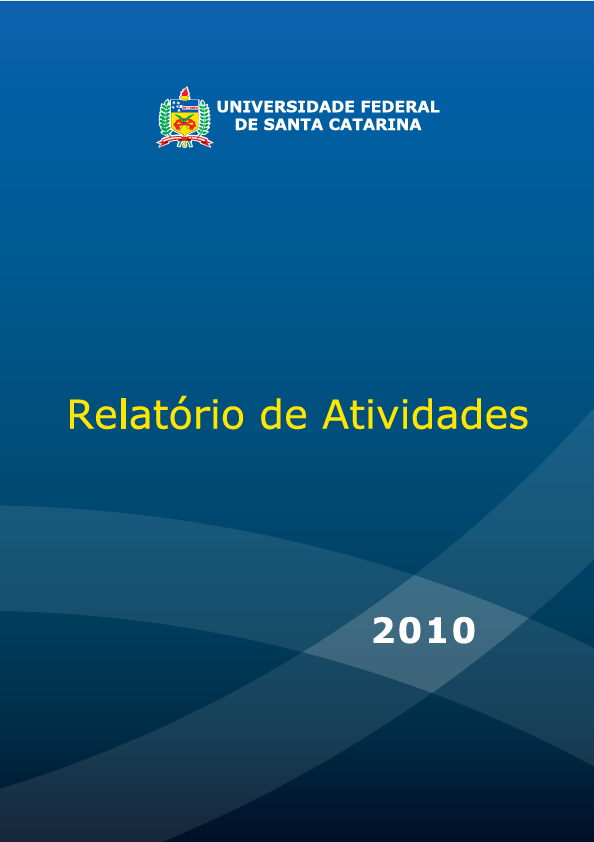 UNIVERSIDADE FEDERAL
DE SANTA CATARINA
Relatório de Atividades
2010